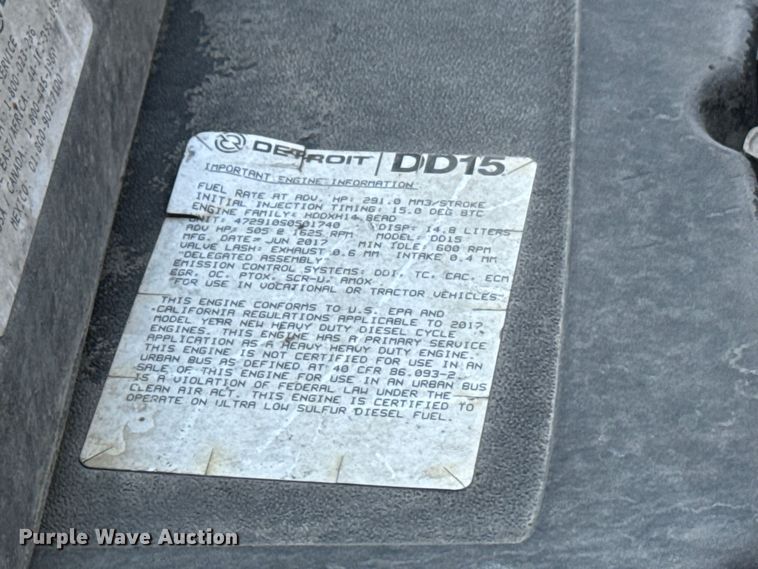 SERVICE
DETROIT | DD15
IMPORTANT ENGINE INFORMATION
FUEL RATE AT ADV. HP: 291.0 MM3/STROKE
INITIAL INJECTION TIMING: 15.0 DEG BTC
ENGINE FAMILY: HDDXH14.8EAD
UNIT: 472910S0501740 DISP: 14.8 LITERS
ADV HP: 505 @ 1625 RPM MODEL: DD15
MFG. DATE: JUN 2017 MIN IDLE: 600 RPM
VALVE LASH: EXHAUST 0.6 MM INTAKE 0.4 MM
"DELEGATED ASSEMBLY"
EMISSION CONTROL SYSTEMS: DDI, TC, CAC, ECM
EGR, OC, PTOX, SCR-U, AMOX
FOR USE IN VOCATIONAL OR TRACTOR VEHICLES
THIS ENGINE CONFORMS TO U.S. EPA AND
CALIFORNIA REGULATIONS APPLICABLE TO 2017
MODEL YEAR NEW HEAVY DUTY DIESEL CYCLE
ENGINES. THIS ENGINE HAS A PRIMARY SERVICE
APPLICATION AS A HEAVY HEAVY DUTY ENGINE.
THIS ENGINE IS NOT CERTIFIED FOR USE IN AN
URBAN BUS AS DEFINED AT 40 CFR 86.093-2.
SALE OF THIS ENGINE FOR USE IN AN URBAN BUS
IS A VIOLATION OF FEDERAL LAW UNDER THE
CLEAN AIR ACT. THIS ENGINE IS CERTIFIED TO
OPERATE ON ULTRA LOW SULFUR DIESEL FUEL.
Purple Wave Auction